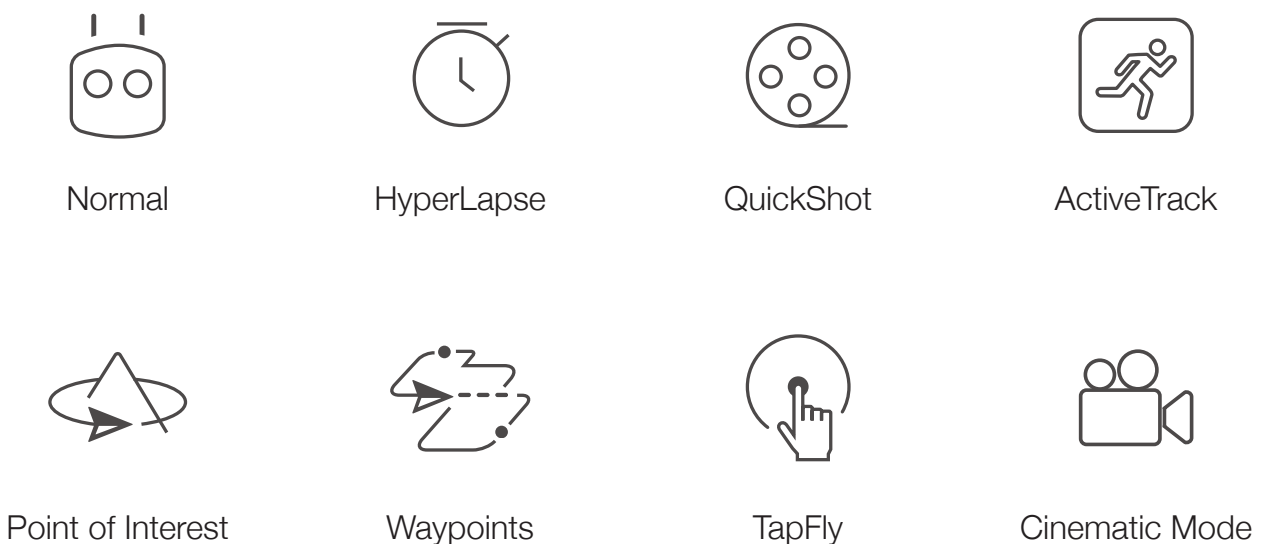 Normal
HyperLapse
QuickShot
ActiveTrack
Point of Interest
Waypoints
TapFly
Cinematic Mode